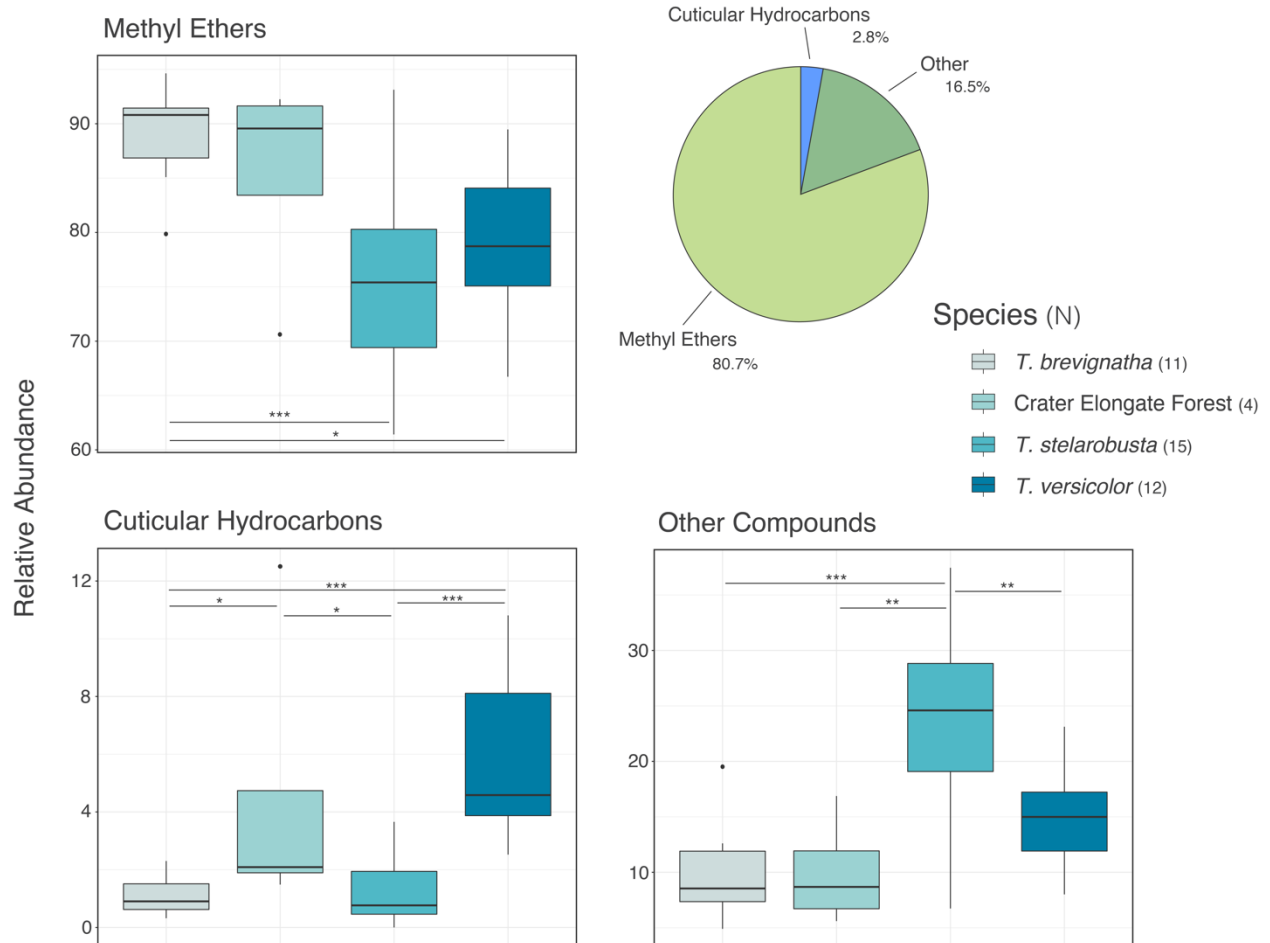 Methyl Ethers
90
80
70
60
***
*
Cuticular Hydrocarbons
2.8%
Other
16.5%
Methyl Ethers
80.7%
Species (N)
T. brevignatha (11)
Crater Elongate Forest (4)
T. stelarobusta (15)
T. versicolor (12)
Relative Abundance
Cuticular Hydrocarbons
12
8
4
0
***
*
***
*
Other Compounds
30
20
10
***
**
**